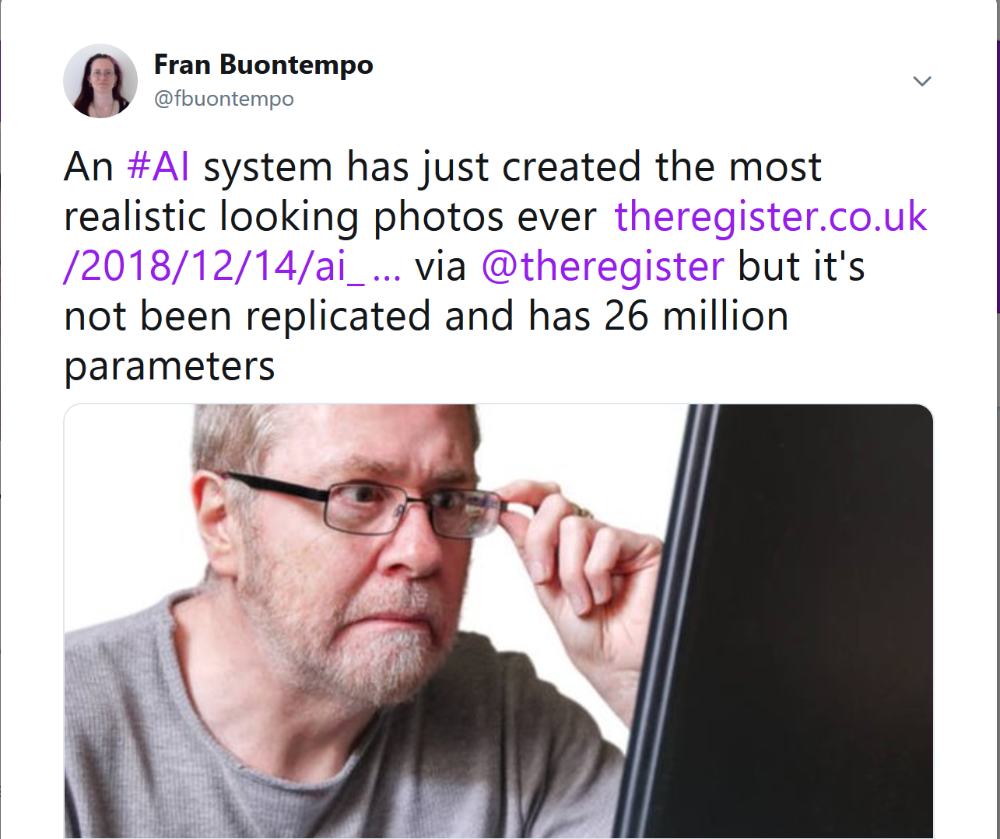 Fran Buontempo
@fbuontempo
An #AI system has just created the most
realistic looking photos ever theregister.co.uk
/2018/12/14/ai_… via @theregister but it's
not been replicated and has 26 million
parameters